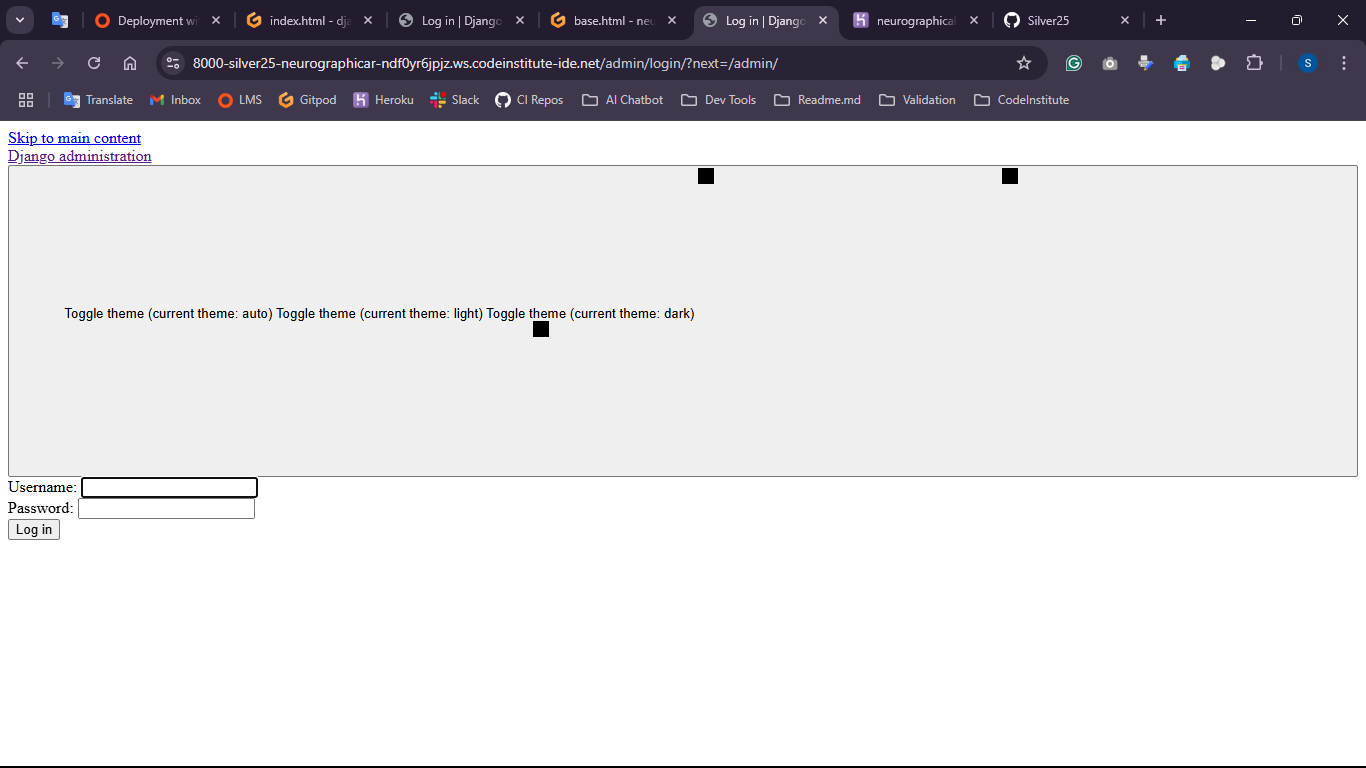 Deployment wi
index.html - dja
Log in | Django
base.html - neu
Log in | Django
neurographical
Silver25
8000-silver25-neurographicar-ndf0yr6jpjz.ws.codeinstitute-ide.net/admin/login/?next=/admin/
S
Translate
Inbox
LMS
Gitpod
Heroku
Slack
CI Repos
AI Chatbot
Dev Tools
Readme.md
Validation
CodeInstitute
Skip to main content
Django administration
Toggle theme (current theme: auto) Toggle theme (current theme: light) Toggle theme (current theme: dark)
Username:
Password:
Log in